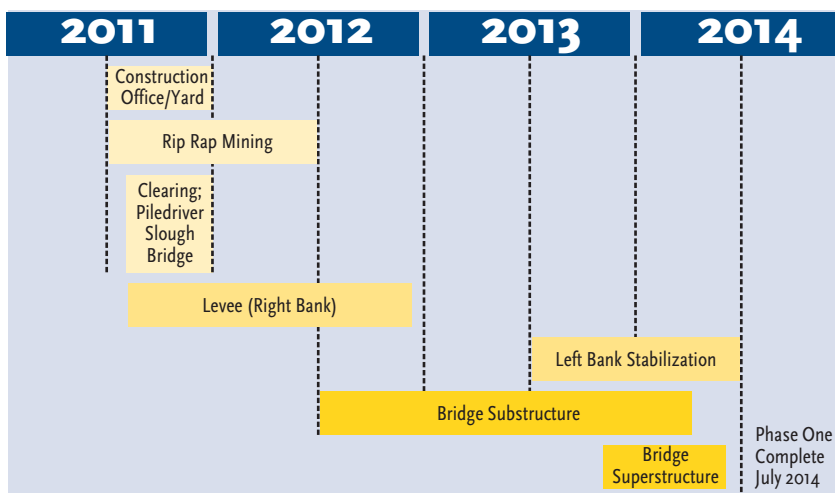 2011 2012 2013 2014
Construction
Office/Yard
Rip Rap Mining
Clearing;
Piledriver
Slough
Bridge
Levee (Right Bank)
Left Bank Stabilization
Bridge Substructure
Bridge
Superstructure
Phase One
Complete
July 2014